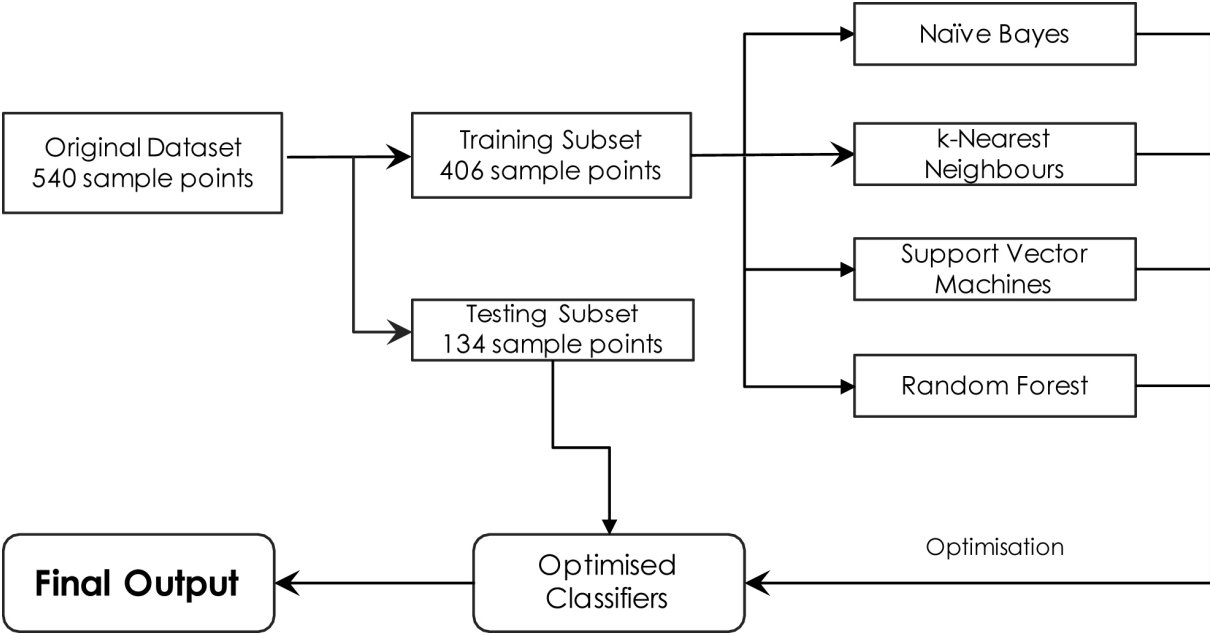 Original Dataset
540 sample points
Training Subset
406 sample points
Testing Subset
134 sample points
Naïve Bayes
k-Nearest
Neighbours
Support Vector
Machines
Random Forest
Optimisation
Optimised
Classifiers
Final Output